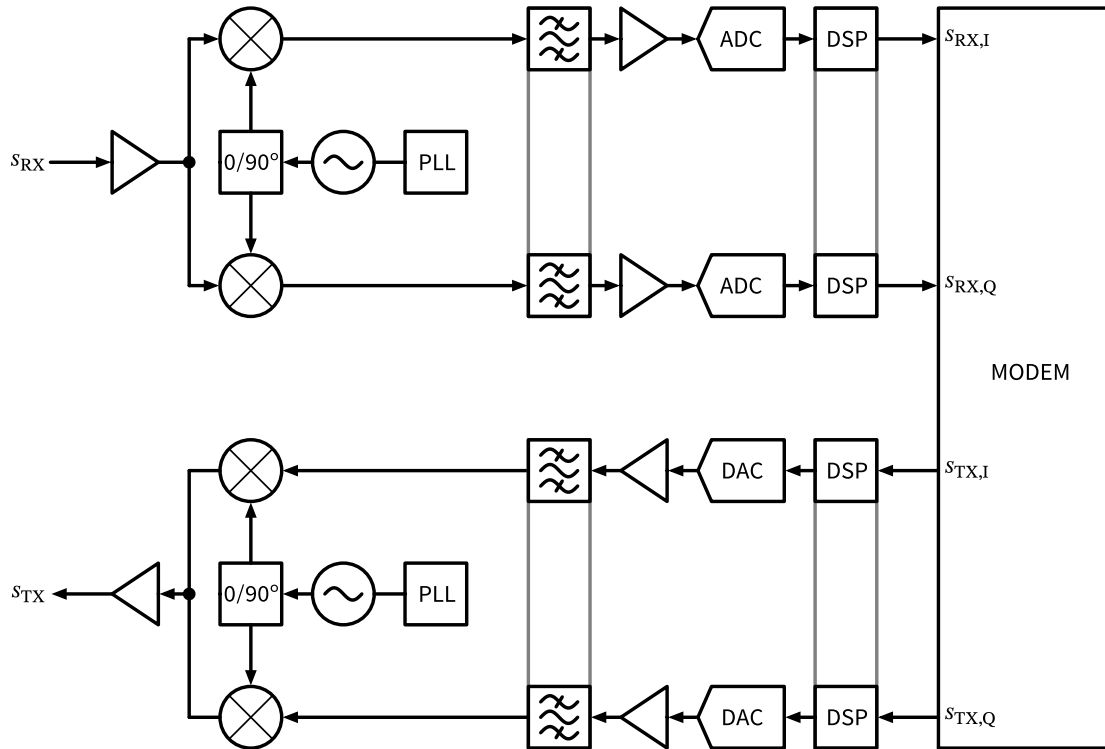 ADC DSP s_RX,I
s_RX 0/90° PLL
ADC DSP s_RX,Q
MODEM
DAC DSP s_TX,I
s_TX 0/90° PLL
DAC DSP s_TX,Q